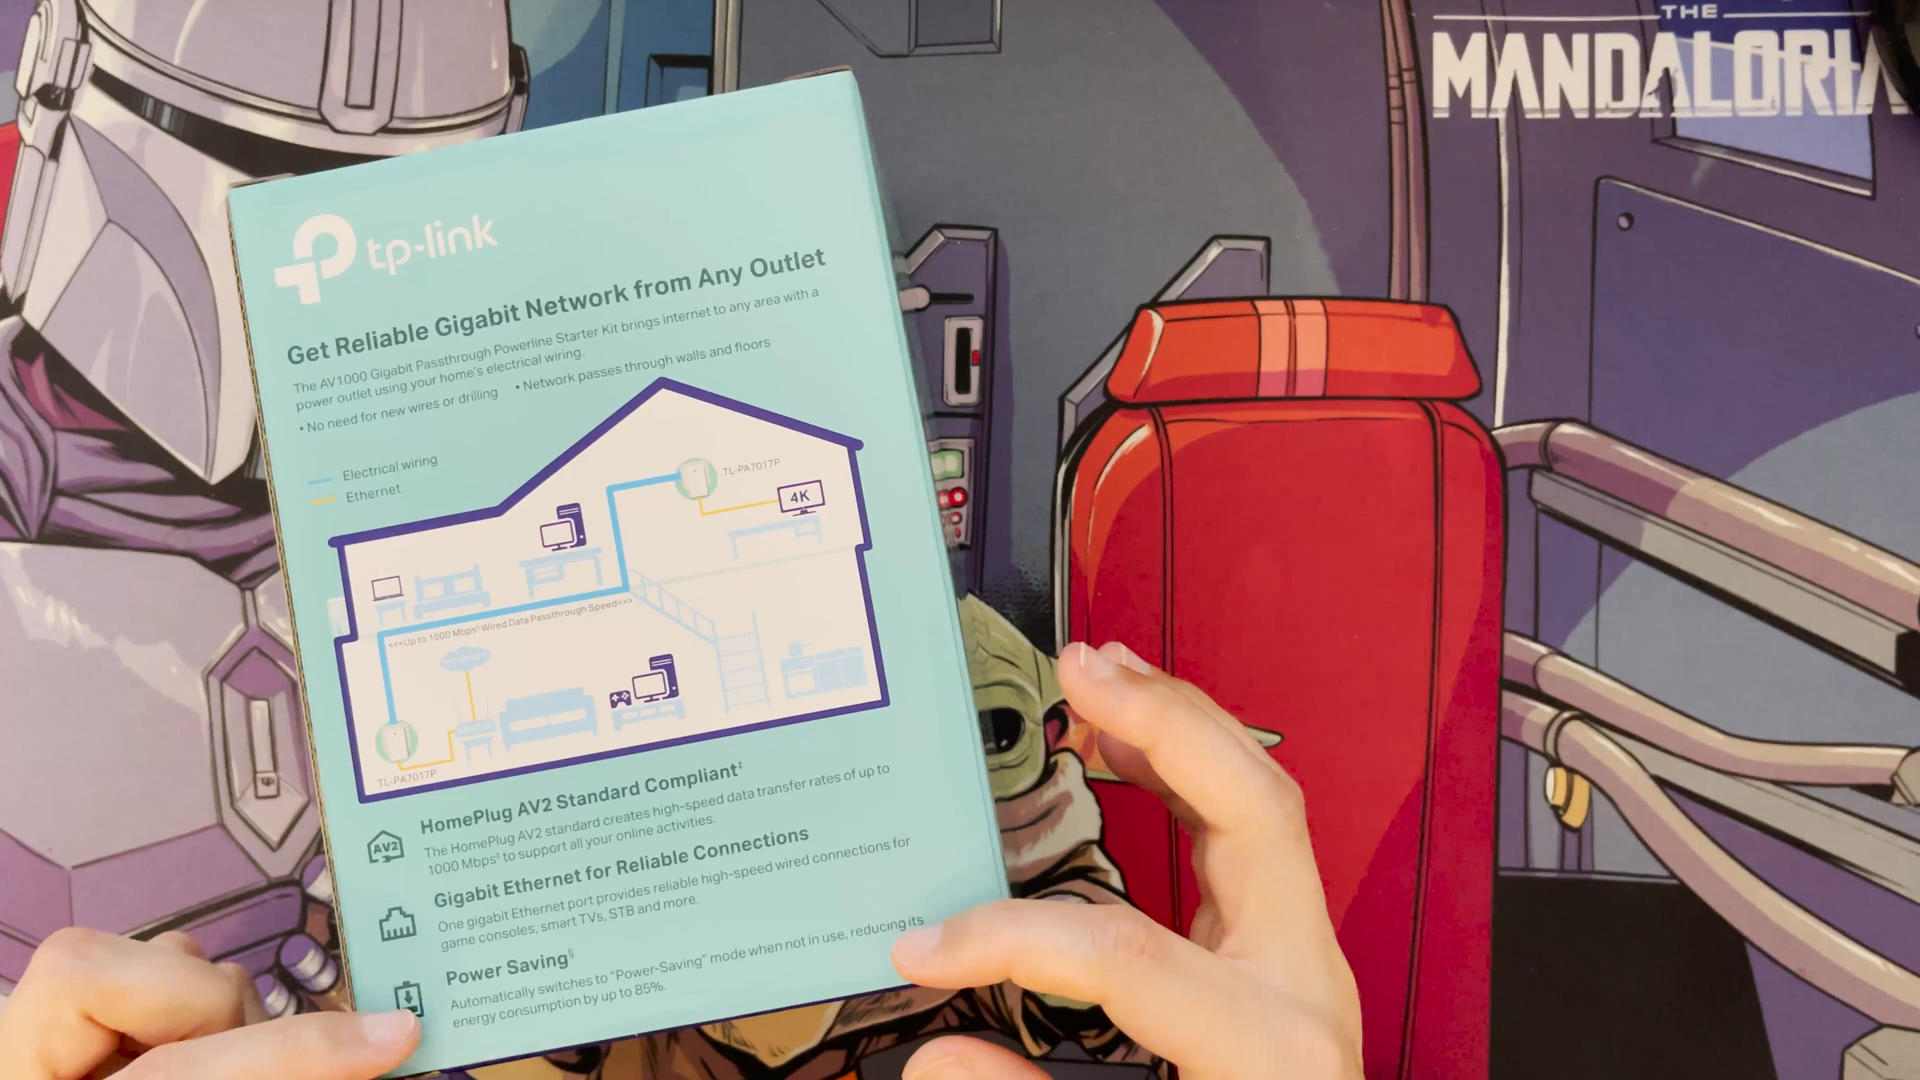 THE
MANDALORIA
tp-link
Get Reliable Gigabit Network from Any Outlet
The AV1000 Gigabit Passthrough Powerline Starter Kit brings internet to any area with a
power outlet using your home's electrical wiring.
• No need for new wires or drilling • Network passes through walls and floors
Electrical wiring
Ethernet
TL-PA7017P
4K
<<<Up to 1000 Mbps‡ Wired Data Passthrough Speed>>>
TL-PA7017P
HomePlug AV2 Standard Compliant‡
AV2
The HomePlug AV2 standard creates high-speed data transfer rates of up to
1000 Mbps‡ to support all your online activities.
Gigabit Ethernet for Reliable Connections
One gigabit Ethernet port provides reliable high-speed wired connections for
game consoles, smart TVs, STB and more.
Power Saving§
Automatically switches to "Power-Saving" mode when not in use, reducing its
energy consumption by up to 85%.